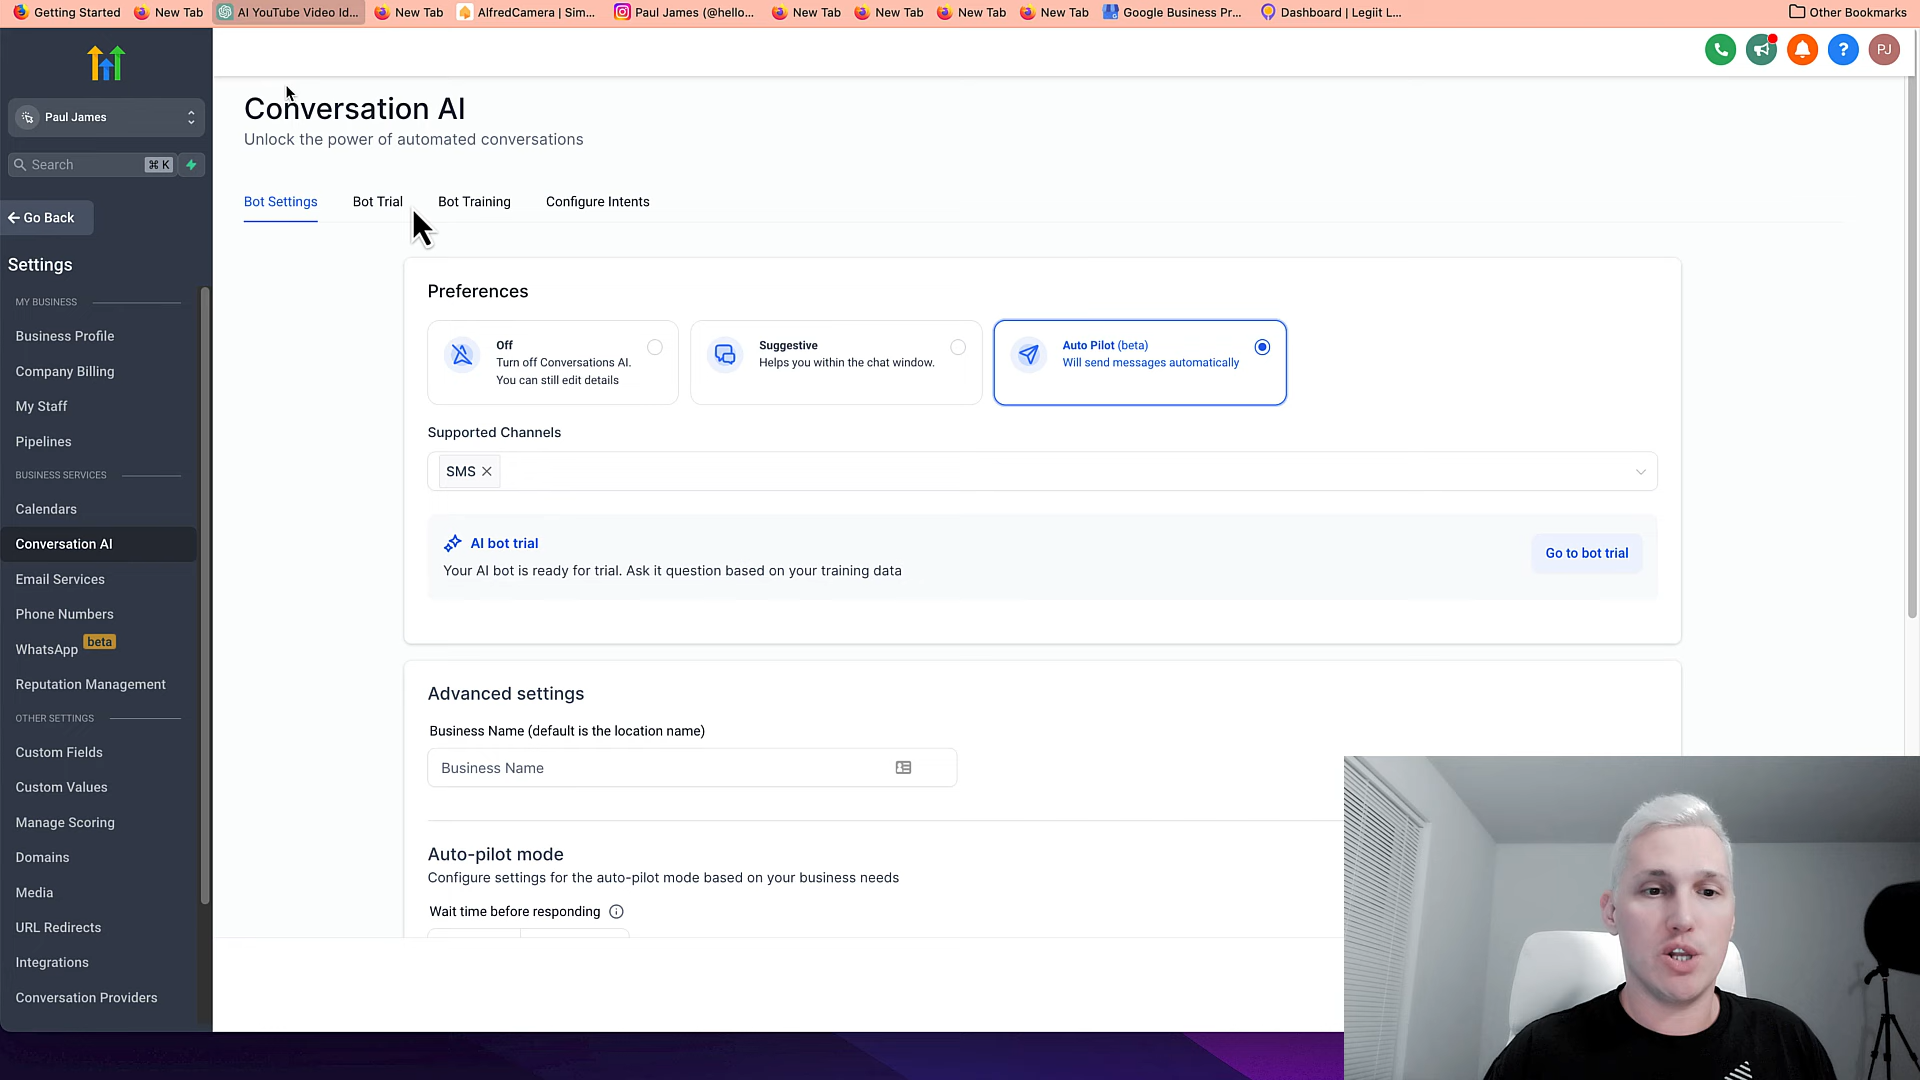 Getting Started
New Tab
AI YouTube Video Id...
New Tab
AlfredCamera | Sim...
Paul James (@hello...
New Tab
New Tab
New Tab
New Tab
Google Business Pr...
Dashboard | Legiit L...
Other Bookmarks
PJ
Paul James
Search ⌘ K
Go Back
Settings
MY BUSINESS
Business Profile
Company Billing
My Staff
Pipelines
BUSINESS SERVICES
Calendars
Conversation AI
Email Services
Phone Numbers
WhatsApp beta
Reputation Management
OTHER SETTINGS
Custom Fields
Custom Values
Manage Scoring
Domains
Media
URL Redirects
Integrations
Conversation Providers
Conversation AI
Unlock the power of automated conversations
Bot Settings
Bot Trial
Bot Training
Configure Intents
Preferences
Off
Turn off Conversations AI.
You can still edit details
Suggestive
Helps you within the chat window.
Auto Pilot (beta)
Will send messages automatically
Supported Channels
SMS
AI bot trial
Your AI bot is ready for trial. Ask it question based on your training data
Go to bot trial
Advanced settings
Business Name (default is the location name)
Business Name
Auto-pilot mode
Configure settings for the auto-pilot mode based on your business needs
Wait time before responding